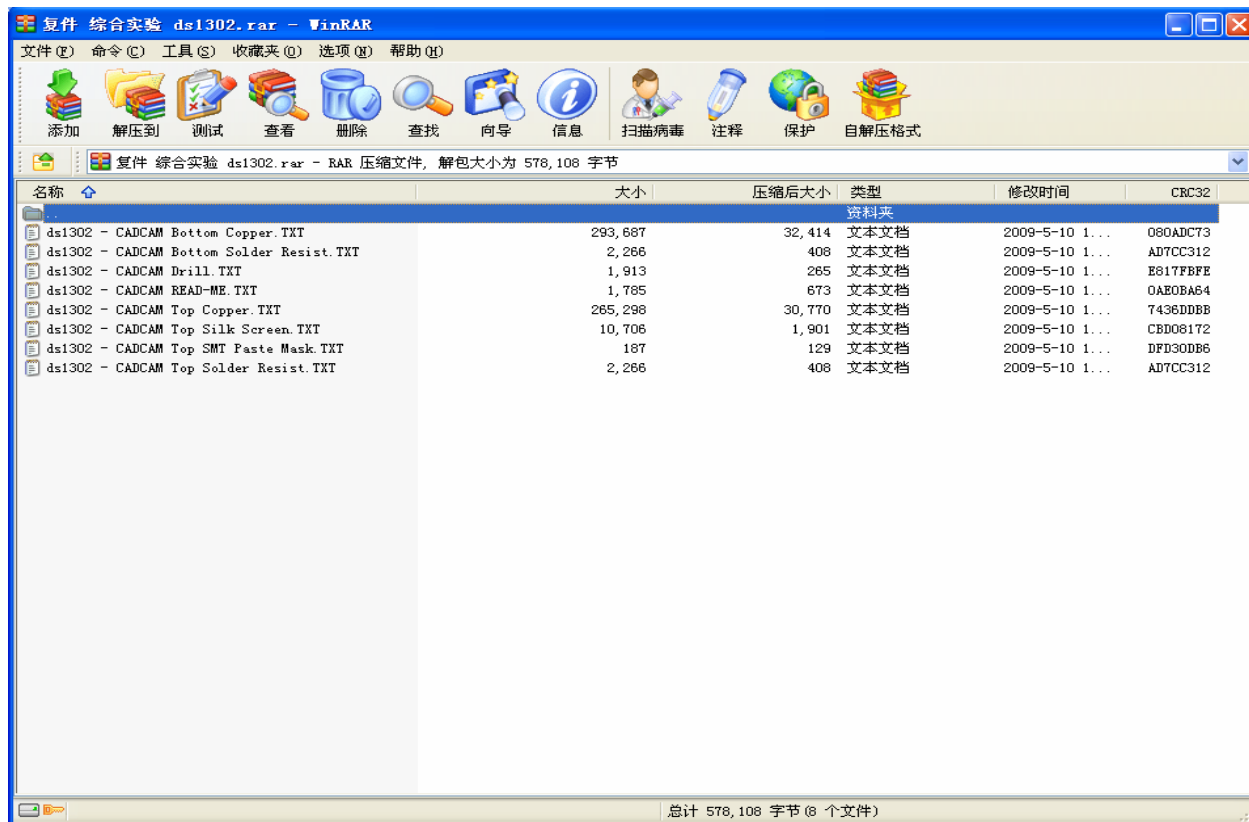 复件 综合实验 ds1302.rar - WinRAR
文件(F) 命令(C) 工具(S) 收藏夹(O) 选项(N) 帮助(H)
添加 解压到 测试 查看 删除 查找 向导 信息 扫描病毒 注释 保护 自解压格式
复件 综合实验 ds1302.rar - RAR 压缩文件, 解包大小为 578,108 字节
名称 大小 压缩后大小 类型 修改时间 CRC32
.. 资料夹
ds1302 - CADCAM Bottom Copper.TXT 293,687 32,414 文本文档 2009-5-10 1... 080ADC73
ds1302 - CADCAM Bottom Solder Resist.TXT 2,266 408 文本文档 2009-5-10 1... AD7CC312
ds1302 - CADCAM Drill.TXT 1,913 265 文本文档 2009-5-10 1... E817FBFE
ds1302 - CADCAM READ-ME.TXT 1,785 673 文本文档 2009-5-10 1... 0AE0BA64
ds1302 - CADCAM Top Copper.TXT 265,298 30,770 文本文档 2009-5-10 1... 7436DDBB
ds1302 - CADCAM Top Silk Screen.TXT 10,706 1,901 文本文档 2009-5-10 1... CBD08172
ds1302 - CADCAM Top SMT Paste Mask.TXT 187 129 文本文档 2009-5-10 1... DFD30DB6
ds1302 - CADCAM Top Solder Resist.TXT 2,266 408 文本文档 2009-5-10 1... AD7CC312
总计 578,108 字节(8 个文件)